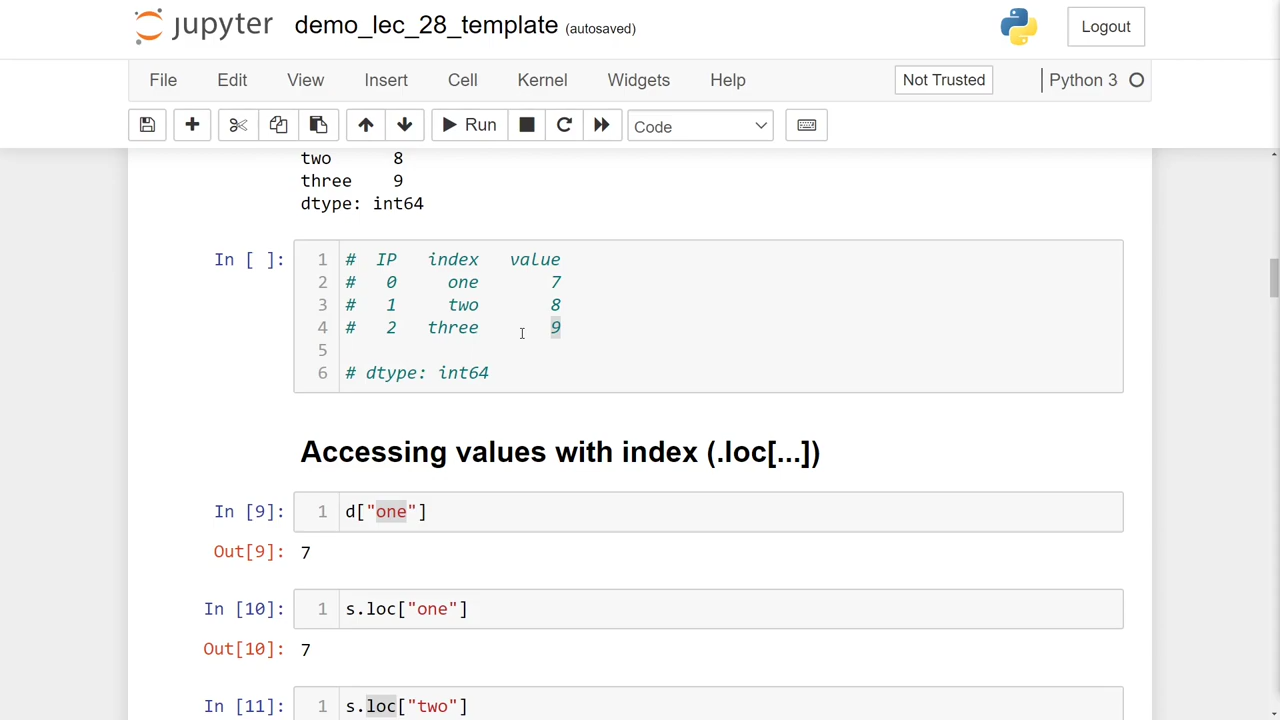 jupyter demo_lec_28_template (autosaved) Logout
File Edit View Insert Cell Kernel Widgets Help Not Trusted Python 3
Run Code
two 8
three 9
dtype: int64
In [ ]: 1 # IP index value
2 # 0 one 7
3 # 1 two 8
4 # 2 three 9
5
6 # dtype: int64
Accessing values with index (.loc[...])
In [9]: 1 d["one"]
Out[9]: 7
In [10]: 1 s.loc["one"]
Out[10]: 7
In [11]: 1 s.loc["two"]